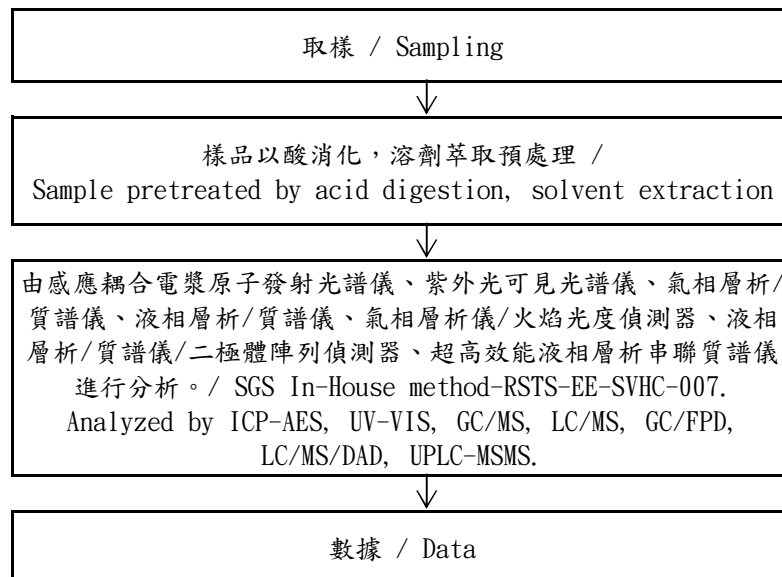 取樣 / Sampling
樣品以酸消化，溶劑萃取預處理 /
Sample pretreated by acid digestion, solvent extraction
由感應耦合電漿原子發射光譜儀、紫外光可見光譜儀、氣相層析/
質譜儀、液相層析/質譜儀、氣相層析儀/火焰光度偵測器、液相
層析/質譜儀/二極體陣列偵測器、超高效能液相層析串聯質譜儀
進行分析。/ SGS In-House method-RSTS-EE-SVHC-007.
Analyzed by ICP-AES, UV-VIS, GC/MS, LC/MS, GC/FPD,
LC/MS/DAD, UPLC-MSMS.
數據 / Data